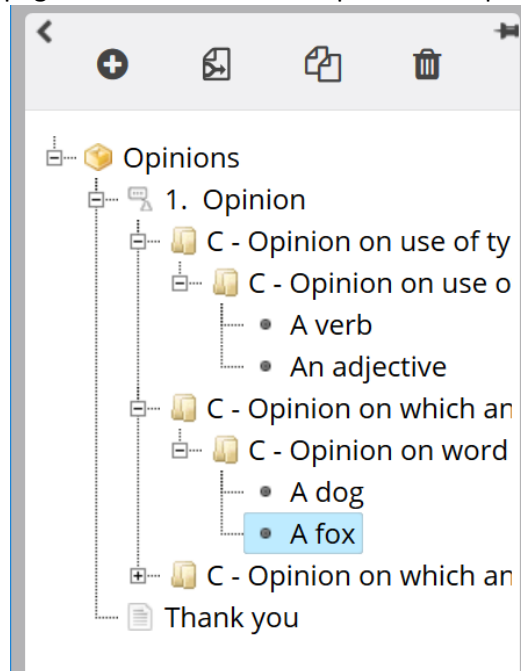 Opinions
1. Opinion
C - Opinion on use of ty
C - Opinion on use o
A verb
An adjective
C - Opinion on which an
C - Opinion on word
A dog
A fox
C - Opinion on which an
Thank you